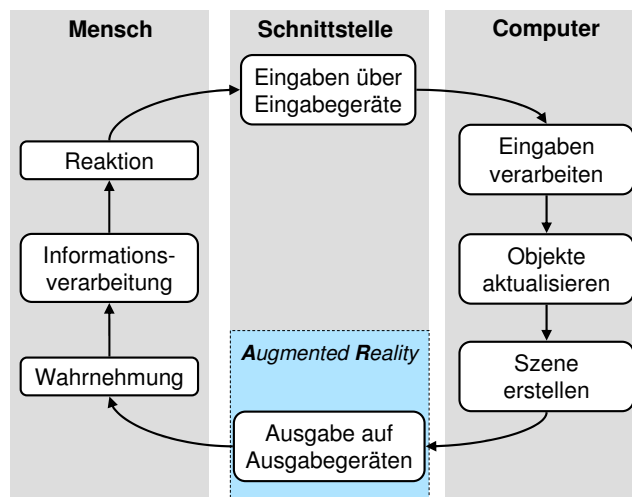 Mensch
Schnittstelle
Computer
Eingaben über
Eingabegeräte
Reaktion
Eingaben
verarbeiten
Informations-
verarbeitung
Objekte
aktualisieren
Augmented Reality
Wahrnehmung
Szene
erstellen
Ausgabe auf
Ausgabegeräten